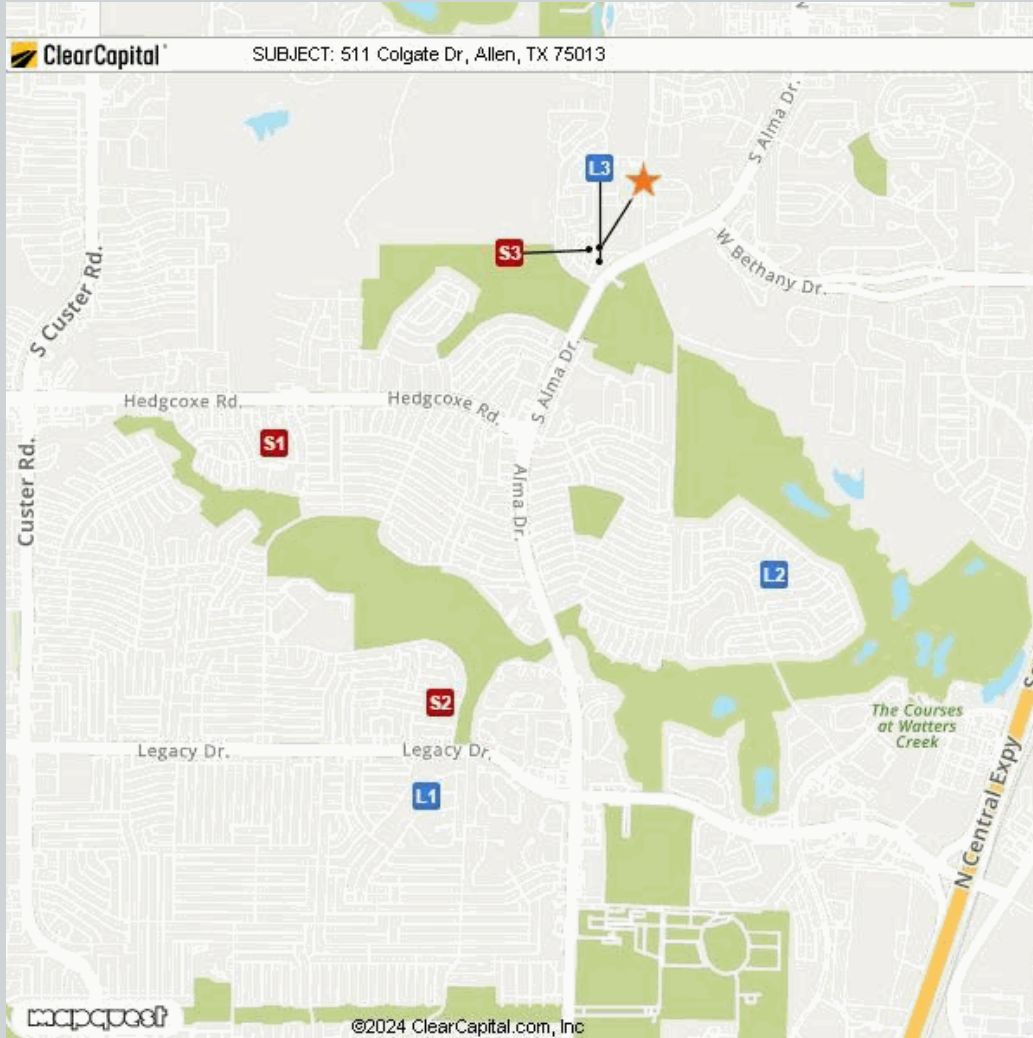 ClearCapital
SUBJECT: 511 Colgate Dr, Allen, TX 75013
S Alma Dr.
L3
S3
W Bethany Dr.
S Custer Rd.
S Alma Dr.
Hedgcoxe Rd.
Hedgcoxe Rd.
S1
Custer Rd.
Alma Dr.
L2
S2
The Courses
at Watters
Creek
Legacy Dr.
Legacy Dr.
L1
N Central Expy
mapquest
©2024 ClearCapital.com, Inc